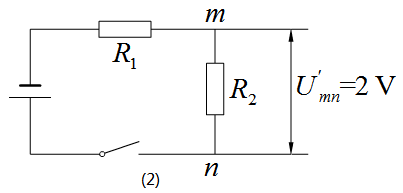 m
R₁
R₂
U′ₘₙ=2 V
n
(2)